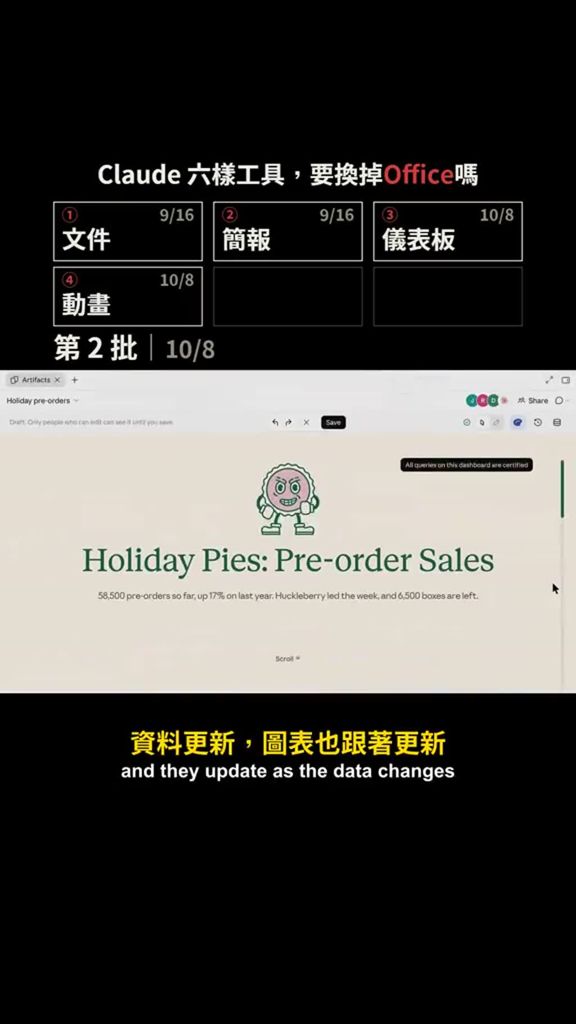 Claude 六樣工具，要換掉Office嗎
① 9/16
文件
② 9/16
簡報
③ 10/8
儀表板
④ 10/8
動畫
第 2 批｜10/8
Artifacts
Holiday pre-orders
J R D
Share
Draft. Only people who can edit can see it until you save.
Save
All queries on this dashboard are certified
Holiday Pies: Pre-order Sales
58,500 pre-orders so far, up 17% on last year. Huckleberry led the week, and 6,500 boxes are left.
Scroll
資料更新，圖表也跟著更新
and they update as the data changes